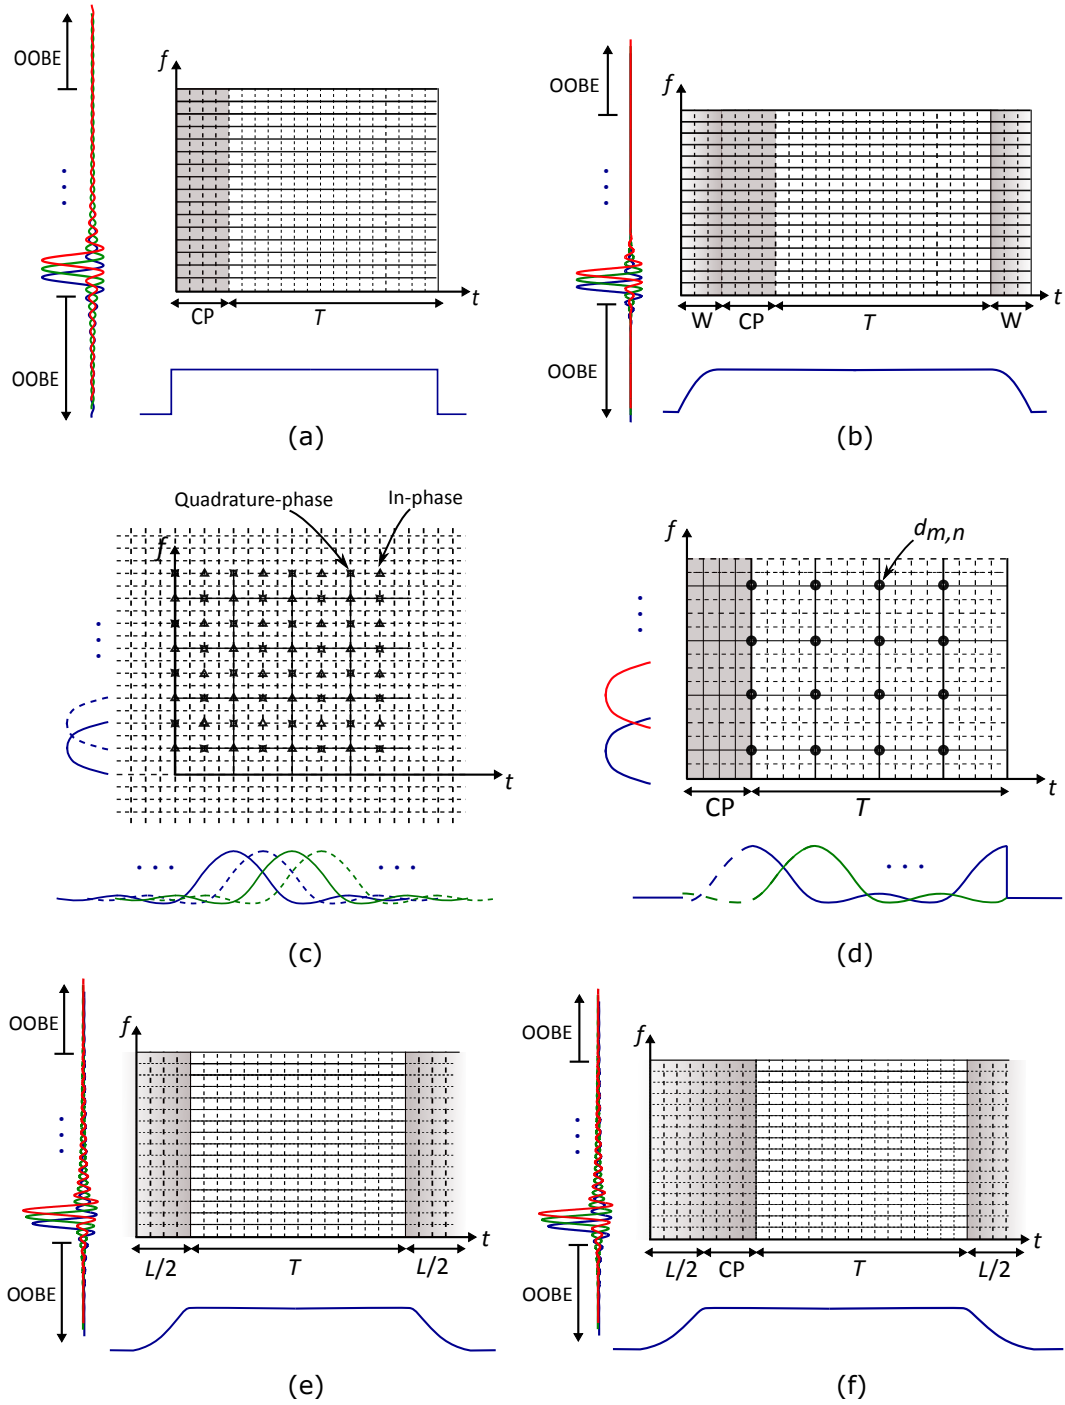 OOBE
f
CP
T
t
OOBE
(a)
OOBE
f
W
CP
T
W
t
OOBE
(b)
Quadrature-phase
In-phase
f
t
(c)
f
dm,n
CP
T
t
(d)
OOBE
f
L/2
T
L/2
t
OOBE
(e)
OOBE
f
L/2
CP
T
L/2
t
OOBE
(f)